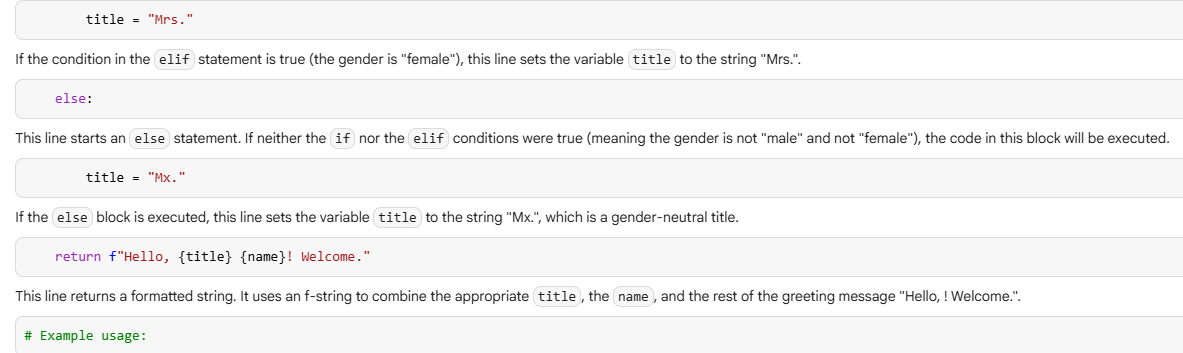 title = "Mrs."
If the condition in the elif statement is true (the gender is "female"), this line sets the variable title to the string "Mrs.".
else:
This line starts an else statement. If neither the if nor the elif conditions were true (meaning the gender is not "male" and not "female"), the code in this block will be executed.
title = "Mx."
If the else block is executed, this line sets the variable title to the string "Mx.", which is a gender-neutral title.
return f"Hello, {title} {name}! Welcome."
This line returns a formatted string. It uses an f-string to combine the appropriate title, the name, and the rest of the greeting message "Hello, ! Welcome.".
# Example usage: